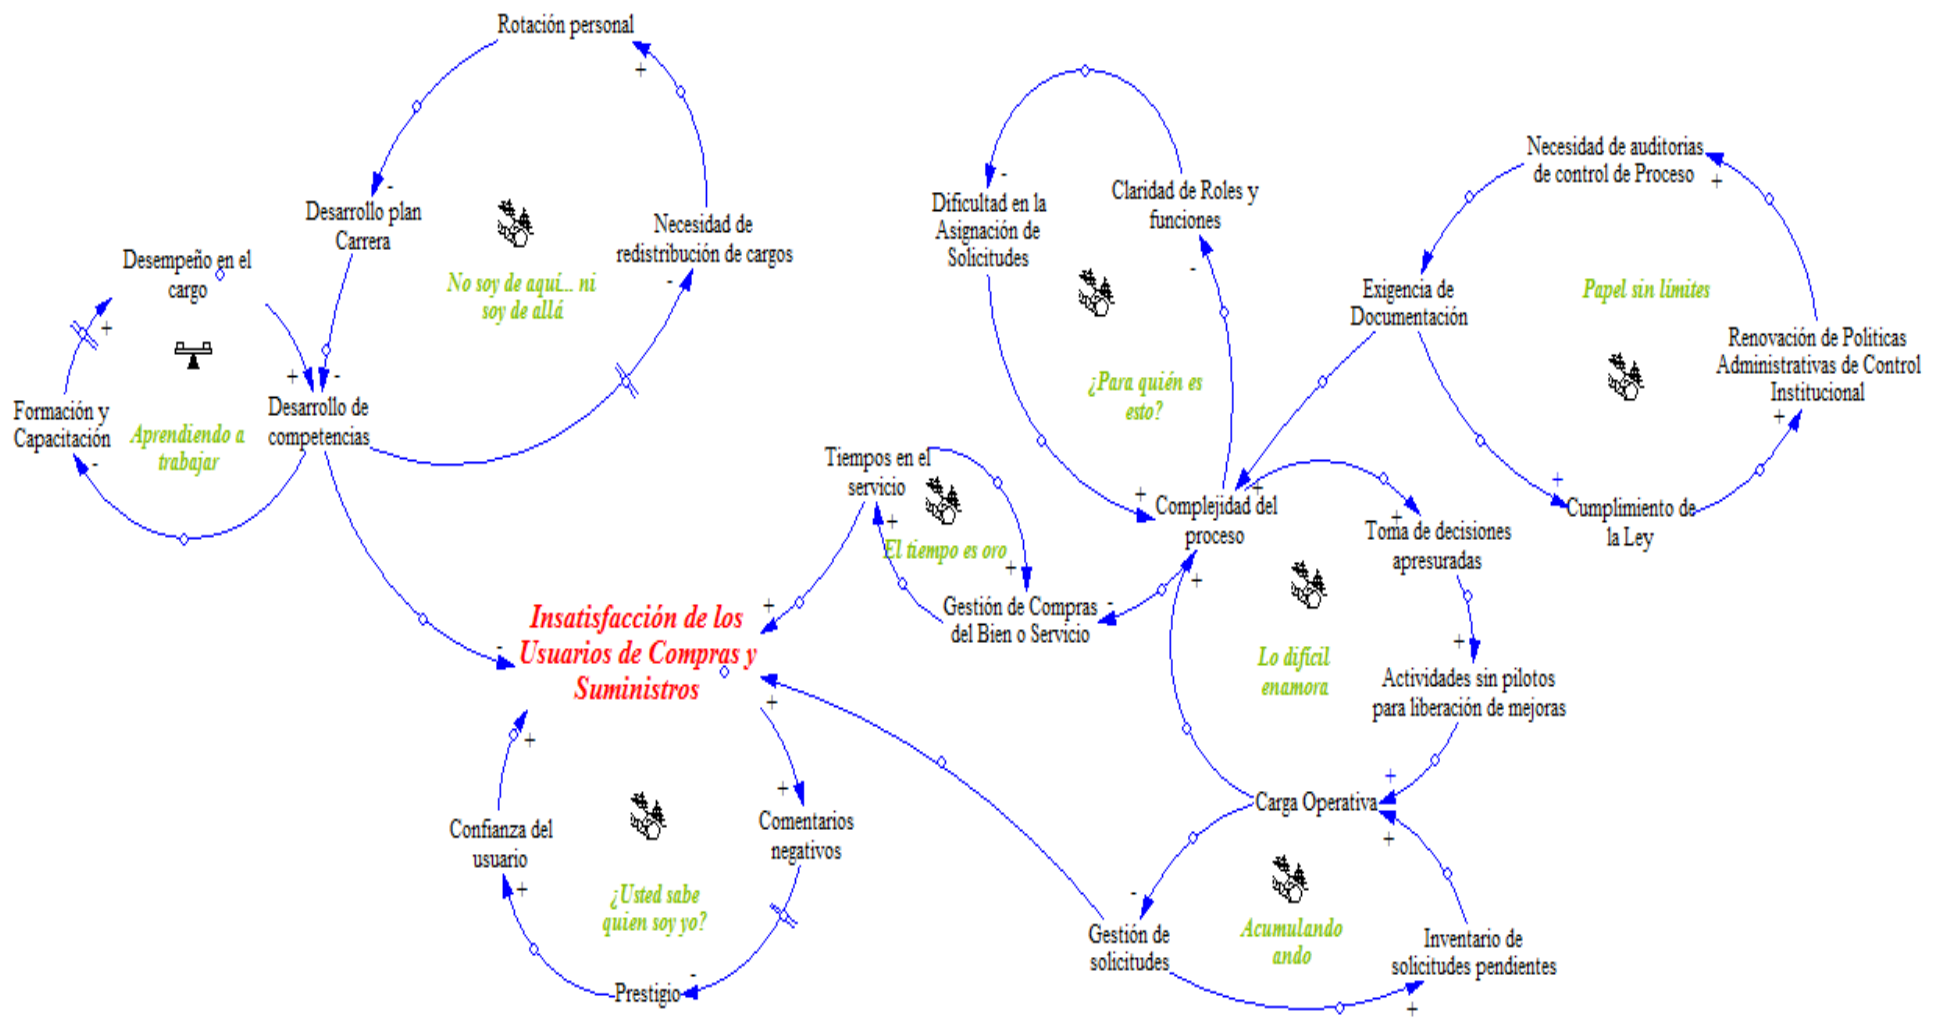 Rotación personal
Desarrollo plan
Carrera
Necesidad de
redistribución de cargos
No soy de aquí... ni
soy de allá
Desempeño en el
cargo
Formación y
Capacitación
Aprendiendo a
trabajar
Desarrollo de
competencias
Dificultad en la
Asignación de
Solicitudes
Claridad de Roles y
funciones
¿Para quién es
esto?
Necesidad de auditorias
de control de Proceso
Exigencia de
Documentación
Papel sin límites
Renovación de Politicas
Administrativas de Control
Institucional
Cumplimiento de
la Ley
Tiempos en el
servicio
El tiempo es oro
Gestión de Compras
del Bien o Servicio
Complejidad del
proceso
Toma de decisiones
apresuradas
Lo difícil
enamora
Actividades sin pilotos
para liberación de mejoras
Insatisfacción de los
Usuarios de Compras y
Suministros
Confianza del
usuario
Comentarios
negativos
¿Usted sabe
quien soy yo?
Prestigio
Carga Operativa
Gestión de
solicitudes
Acumulando
ando
Inventario de
solicitudes pendientes